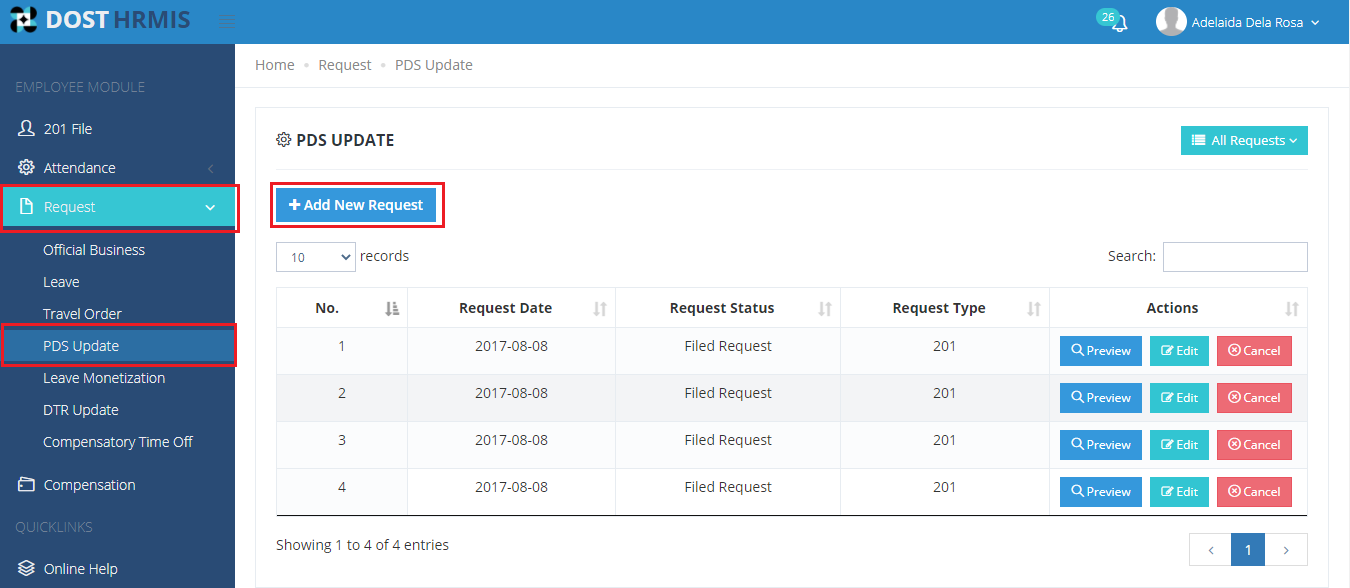 DOST HRMIS
26
Adelaida Dela Rosa
EMPLOYEE MODULE
201 File
Attendance
Request
Official Business
Leave
Travel Order
PDS Update
Leave Monetization
DTR Update
Compensatory Time Off
Compensation
QUICKLINKS
Online Help
Home Request PDS Update
PDS UPDATE
All Requests
Add New Request
10 records
Search:
No. Request Date Request Status Request Type Actions
1 2017-08-08 Filed Request 201 Preview Edit Cancel
2 2017-08-08 Filed Request 201 Preview Edit Cancel
3 2017-08-08 Filed Request 201 Preview Edit Cancel
4 2017-08-08 Filed Request 201 Preview Edit Cancel
Showing 1 to 4 of 4 entries
< 1 >